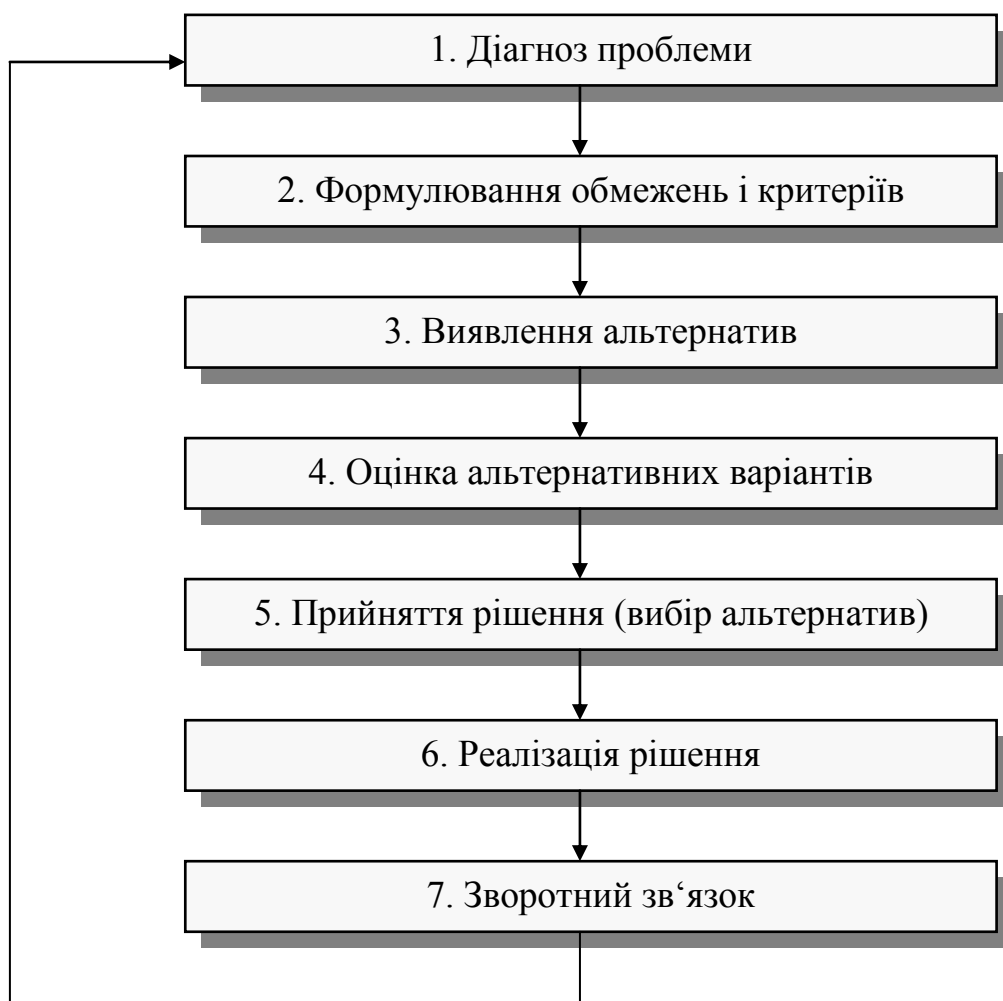 1. Діагноз проблеми
2. Формулювання обмежень і критеріїв
3. Виявлення альтернатив
4. Оцінка альтернативних варіантів
5. Прийняття рішення (вибір альтернатив)
6. Реалізація рішення
7. Зворотний зв‘язок